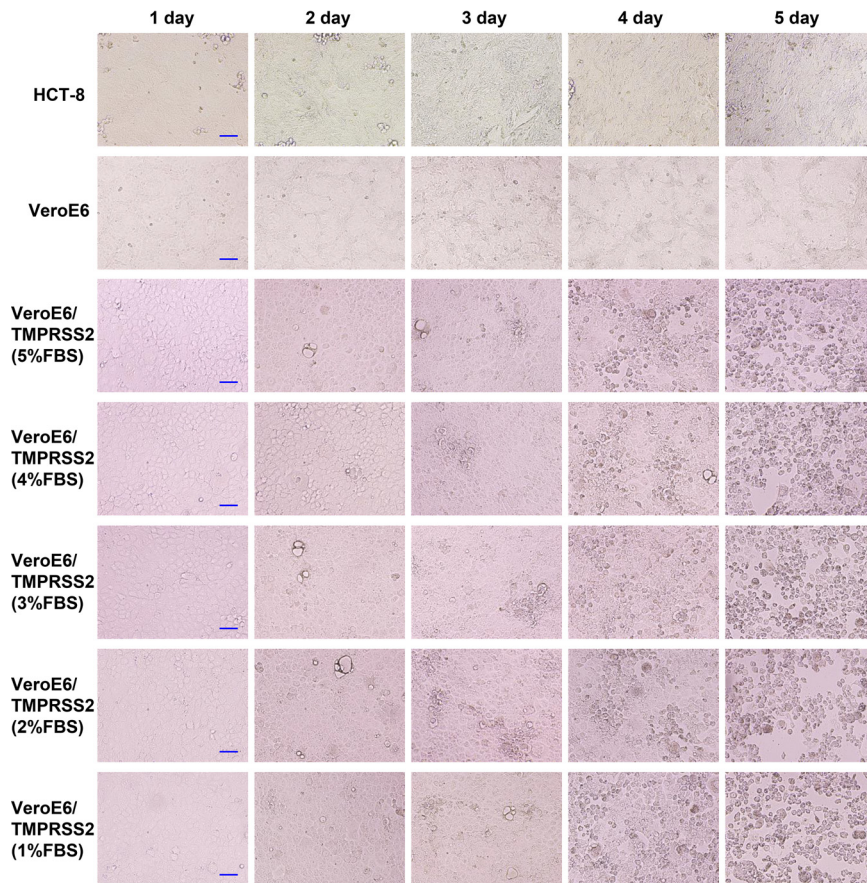 1 day 2 day 3 day 4 day 5 day
HCT-8
VeroE6
VeroE6/
TMPRSS2
(5%FBS)
VeroE6/
TMPRSS2
(4%FBS)
VeroE6/
TMPRSS2
(3%FBS)
VeroE6/
TMPRSS2
(2%FBS)
VeroE6/
TMPRSS2
(1%FBS)